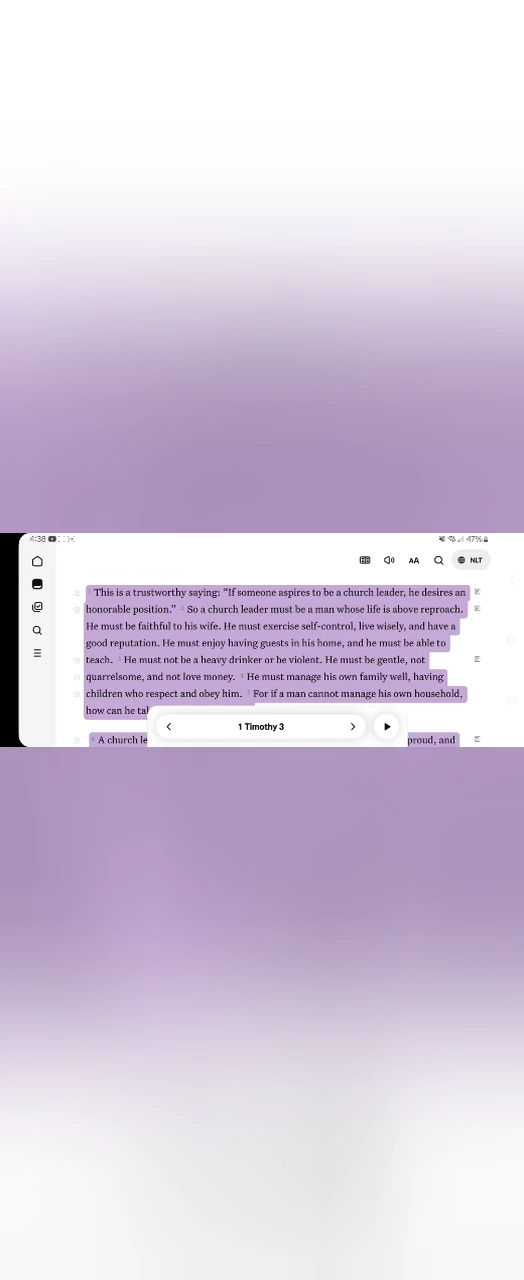 4:38
47%
AA
NLT
1 This is a trustworthy saying: “If someone aspires to be a church leader, he desires an
honorable position.” 2 So a church leader must be a man whose life is above reproach.
He must be faithful to his wife. He must exercise self-control, live wisely, and have a
good reputation. He must enjoy having guests in his home, and he must be able to
teach. 3 He must not be a heavy drinker or be violent. He must be gentle, not
quarrelsome, and not love money. 4 He must manage his own family well, having
children who respect and obey him. 5 For if a man cannot manage his own household,
how can he ta
1 Timothy 3
6 A church le
proud, and